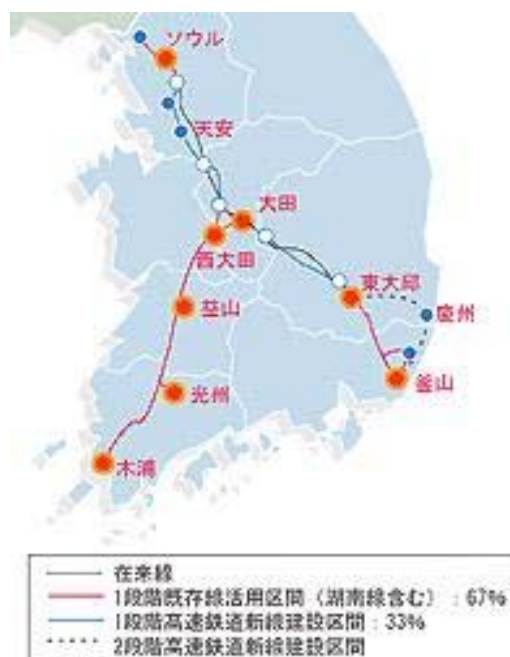 ソウル
天安
大田
西大田
東大邱
慶州
益山
釜山
光州
木浦
在来線
1段階既存線活用区間(湖南線含む):67%
1段階高速鉄道新線建設区間:33%
2段階高速鉄道新線建設区間